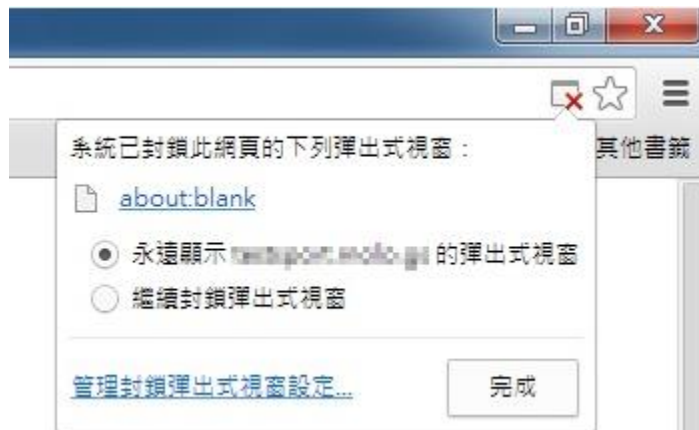 系統已封鎖此網頁的下列彈出式視窗：
其他書籤
about:blank
永遠顯示 的彈出式視窗
繼續封鎖彈出式視窗
管理封鎖彈出式視窗設定...
完成